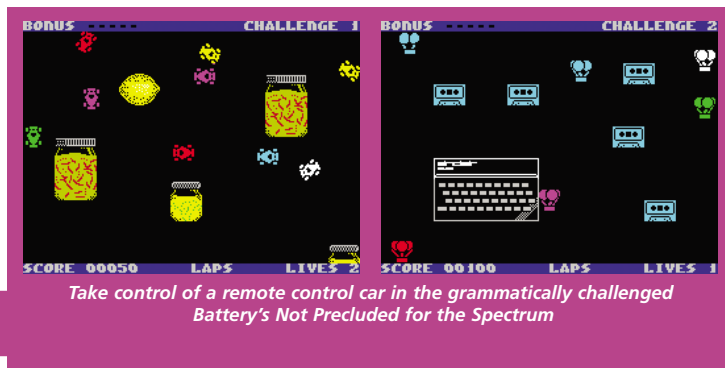 BONUS ----- CHALLENGE 1
SCORE 00050 LAPS LIVES 2
BONUS ----- CHALLENGE 2
SCORE 00100 LAPS LIVES 1
Take control of a remote control car in the grammatically challenged
Battery's Not Precluded for the Spectrum